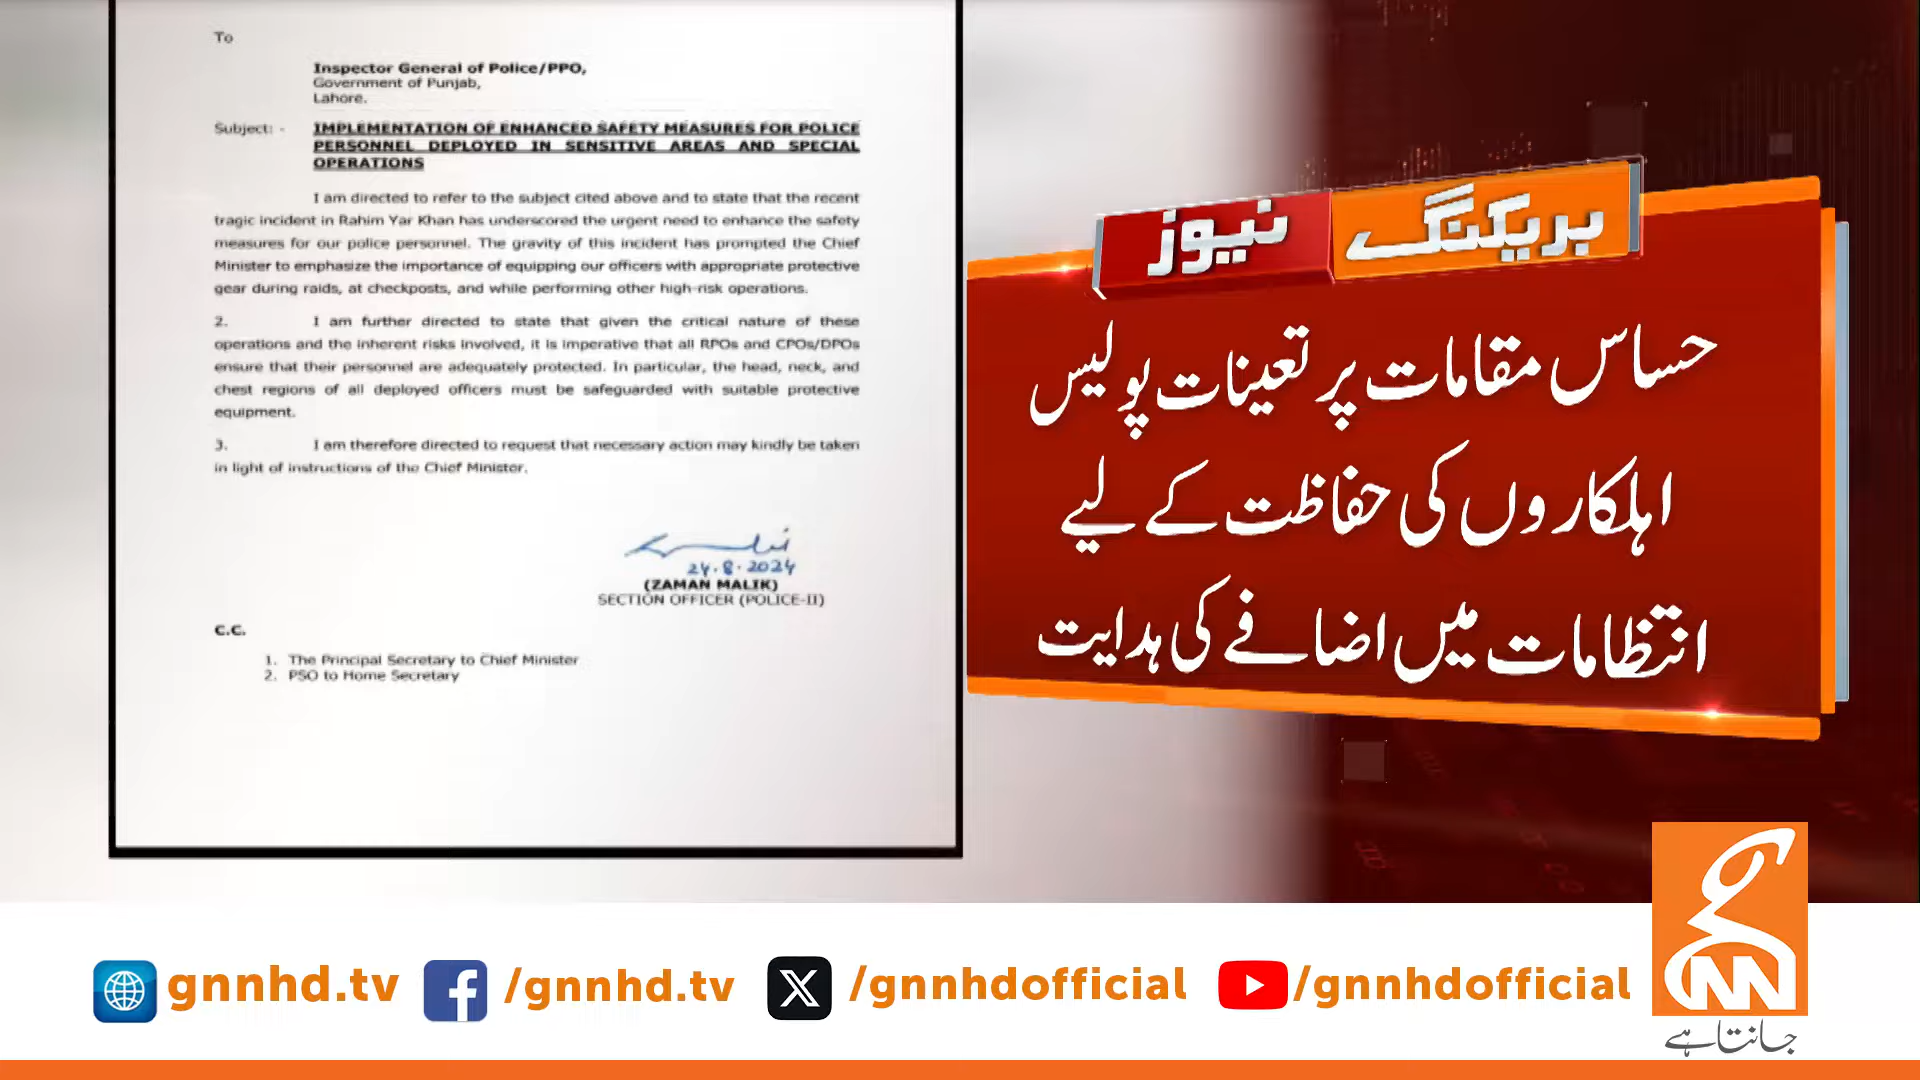 To
Inspector General of Police/PPO,
Government of Punjab,
Lahore.
Subject: - IMPLEMENTATION OF ENHANCED SAFETY MEASURES FOR POLICE
PERSONNEL DEPLOYED IN SENSITIVE AREAS AND SPECIAL
OPERATIONS
I am directed to refer to the subject cited above and to state that the recent
tragic incident in Rahim Yar Khan has underscored the urgent need to enhance the safety
measures for our police personnel. The gravity of this incident has prompted the Chief
Minister to emphasize the importance of equipping our officers with appropriate protective
gear during raids, at checkposts, and while performing other high-risk operations.
2. I am further directed to state that given the critical nature of these
operations and the inherent risks involved, it is imperative that all RPOs and CPOs/DPOs
ensure that their personnel are adequately protected. In particular, the head, neck, and
chest regions of all deployed officers must be safeguarded with suitable protective
equipment.
3. I am therefore directed to request that necessary action may kindly be taken
in light of instructions of the Chief Minister.
24.8.2024
(ZAMAN MALIK)
SECTION OFFICER (POLICE-II)
C.C.
1. The Principal Secretary to Chief Minister
2. PSO to Home Secretary
بریکنگ نیوز
حساس مقامات پر تعینات پولیس
اہلکاروں کی حفاظت کے لیے
انتظامات میں اضافے کی ہدایت
gnnhd.tv
/gnnhd.tv
/gnnhdofficial
/gnnhdofficial
GNN
جانتا ہے